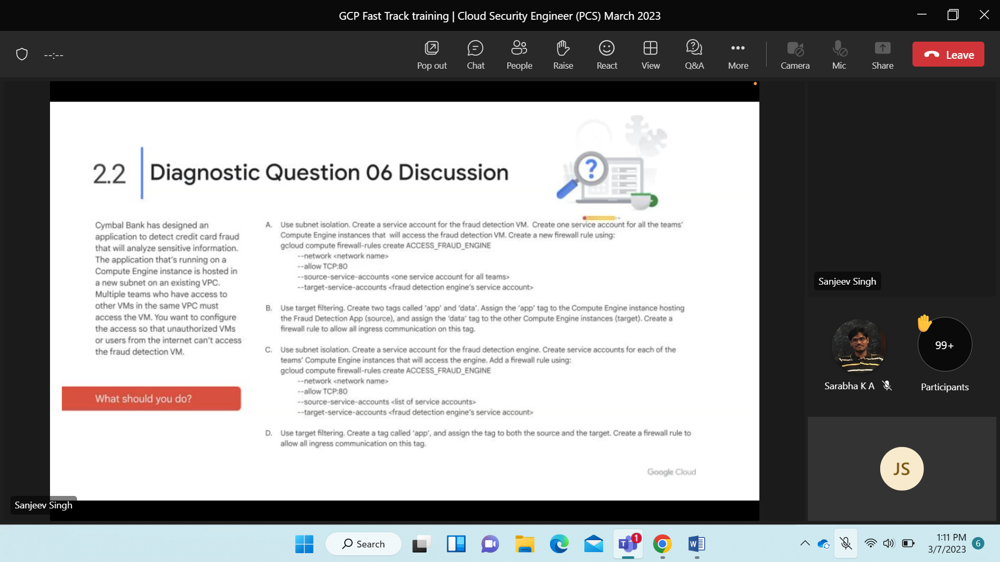 GCP Fast Track training | Cloud Security Engineer (PCS) March 2023
--:--
Pop out
Chat
People
Raise
React
View
Q&A
More
Camera
Mic
Share
Leave
2.2
Diagnostic Question 06 Discussion
Cymbal Bank has designed an
application to detect credit card fraud
that will analyze sensitive information.
The application that's running on a
Compute Engine instance is hosted in
a new subnet on an existing VPC.
Multiple teams who have access to
other VMs in the same VPC must
access the VM. You want to configure
the access so that unauthorized VMs
or users from the internet can't access
the fraud detection VM.
What should you do?
A. Use subnet isolation. Create a service account for the fraud detection VM. Create one service account for all the teams'
Compute Engine instances that will access the fraud detection VM. Create a new firewall rule using:
gcloud compute firewall-rules create ACCESS_FRAUD_ENGINE
--network <network name>
--allow TCP:80
--source-service-accounts <one service account for all teams>
--target-service-accounts <fraud detection engine's service account>
B. Use target filtering. Create two tags called 'app' and 'data'. Assign the 'app' tag to the Compute Engine instance hosting
the Fraud Detection App (source), and assign the 'data' tag to the other Compute Engine instances (target). Create a
firewall rule to allow all ingress communication on this tag.
C. Use subnet isolation. Create a service account for the fraud detection engine. Create service accounts for each of the
teams' Compute Engine instances that will access the engine. Add a firewall rule using:
gcloud compute firewall-rules create ACCESS_FRAUD_ENGINE
--network <network name>
--allow TCP:80
--source-service-accounts <list of service accounts>
--target-service-accounts <fraud detection engine's service account>
D. Use target filtering. Create a tag called 'app', and assign the tag to both the source and the target. Create a firewall rule to
allow all ingress communication on this tag.
Google Cloud
Sanjeev Singh
Sanjeev Singh
99+
Sarabha K A
Participants
JS
Search
1
1:11 PM
3/7/2023
6